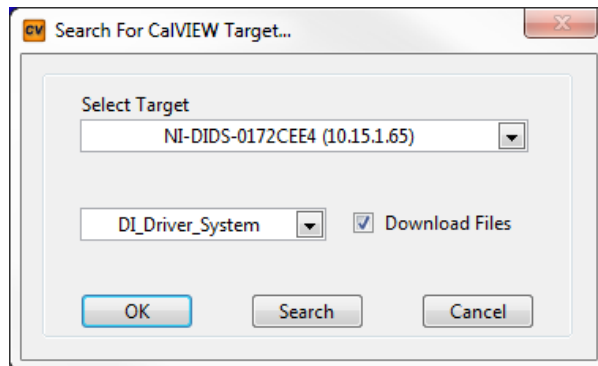 CV Search For CalVIEW Target...
Select Target
NI-DIDS-0172CEE4 (10.15.1.65)
DI_Driver_System Download Files
OK Search Cancel